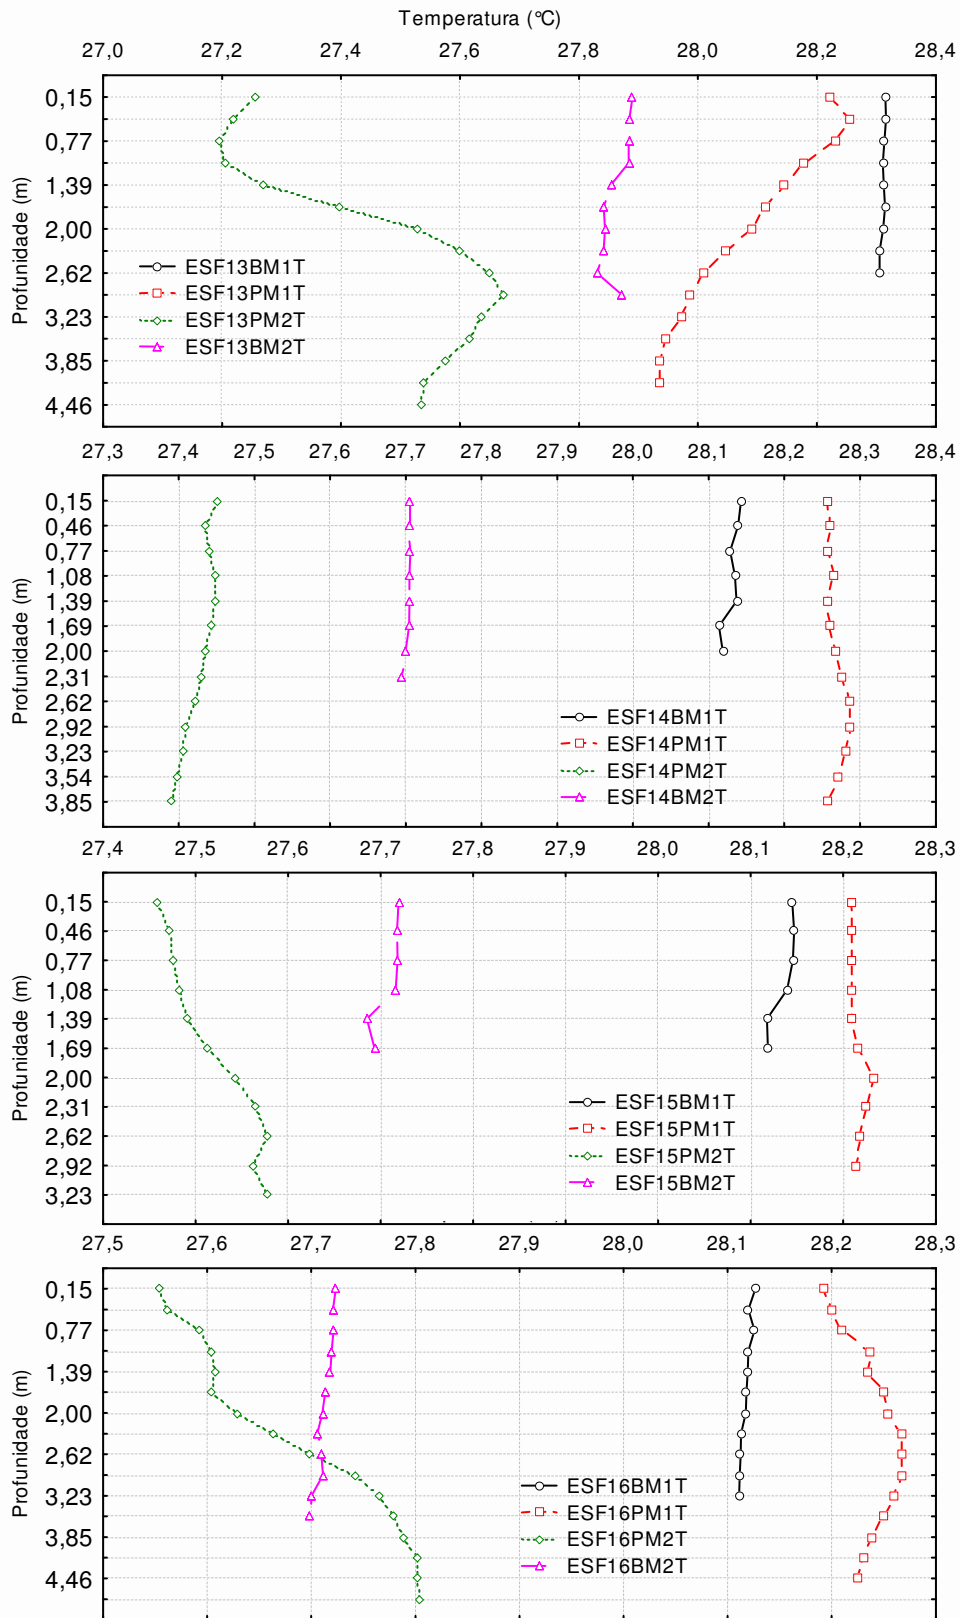 Temperatura (°C)
27,0 27,2 27,4 27,6 27,8 28,0 28,2 28,4
0,15
0,77
1,39
2,00
2,62
3,23
3,85
4,46
Profunidade (m)
ESF13BM1T
ESF13PM1T
ESF13PM2T
ESF13BM2T
27,3 27,4 27,5 27,6 27,7 27,8 27,9 28,0 28,1 28,2 28,3 28,4
0,15
0,46
0,77
1,08
1,39
1,69
2,00
2,31
2,62
2,92
3,23
3,54
3,85
Profunidade (m)
ESF14BM1T
ESF14PM1T
ESF14PM2T
ESF14BM2T
27,4 27,5 27,6 27,7 27,8 27,9 28,0 28,1 28,2 28,3
0,15
0,46
0,77
1,08
1,39
1,69
2,00
2,31
2,62
2,92
3,23
Profunidade (m)
ESF15BM1T
ESF15PM1T
ESF15PM2T
ESF15BM2T
27,5 27,6 27,7 27,8 27,9 28,0 28,1 28,2 28,3
0,15
0,77
1,39
2,00
2,62
3,23
3,85
4,46
Profunidade (m)
ESF16BM1T
ESF16PM1T
ESF16PM2T
ESF16BM2T